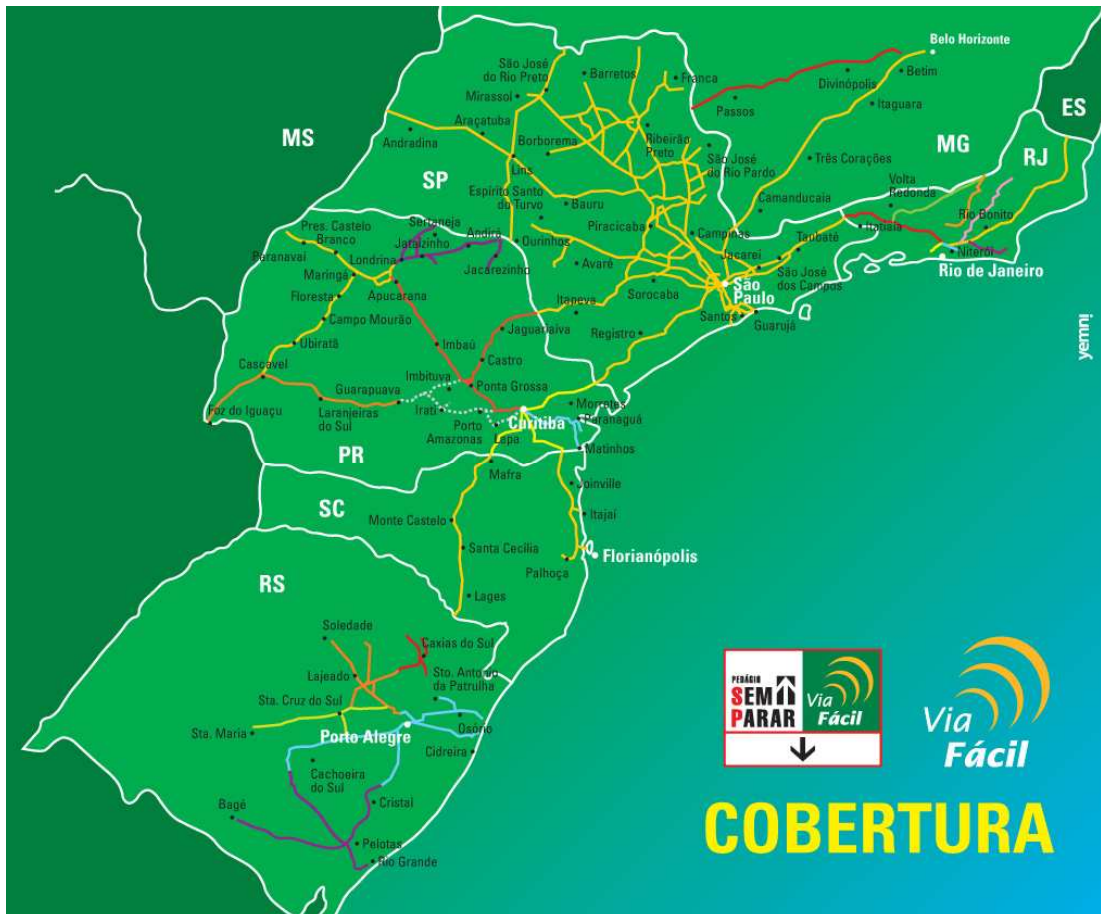 Belo Horizonte
São José
do Rio Preto
Barretos
Franca
Betim
Divinópolis
Mirassol
Passos
Itaguara
ES
Araçatuba
MS
Andradina
Borborema
Ribeirão
Preto
MG
RJ
São José
do Rio Pardo
Três Corações
Lins
SP
Volta
Redonda
Espírito Santo
do Turvo
Bauru
Camanducaia
Rio Bonito
Sertaneja
Piracicaba
Campinas
Itatiaia
Pres. Castelo
Branco
Jataizinho
Andirá
Ourinhos
Taubaté
Niterói
Paranavaí
Londrina
Jacarezinho
Avaré
Jacareí
São José
dos Campos
Rio de Janeiro
Maringá
Apucarana
Sorocaba
São
Paulo
Floresta
Itapeva
Santos
Guarujá
Campo Mourão
Jaguariaíva
Registro
yemni
Ubiratã
Imbaú
Castro
Cascavel
Imbituva
Guarapuava
Ponta Grossa
Foz do Iguaçu
Laranjeiras
do Sul
Irati
Porto
Amazonas
Lapa
Curitiba
Morretes
Paranaguá
Matinhos
PR
Mafra
Joinville
SC
Monte Castelo
Itajaí
Santa Cecília
Florianópolis
Palhoça
RS
Lages
Soledade
Caxias do Sul
Lajeado
Sto. Antonio
da Patrulha
Sta. Cruz do Sul
Sta. Maria
Porto Alegre
Osório
Cidreira
Cachoeira
do Sul
Bagé
Cristal
Pelotas
Rio Grande
PEDÁGIO
SEM
PARAR
Via
Fácil
Via
Fácil
COBERTURA